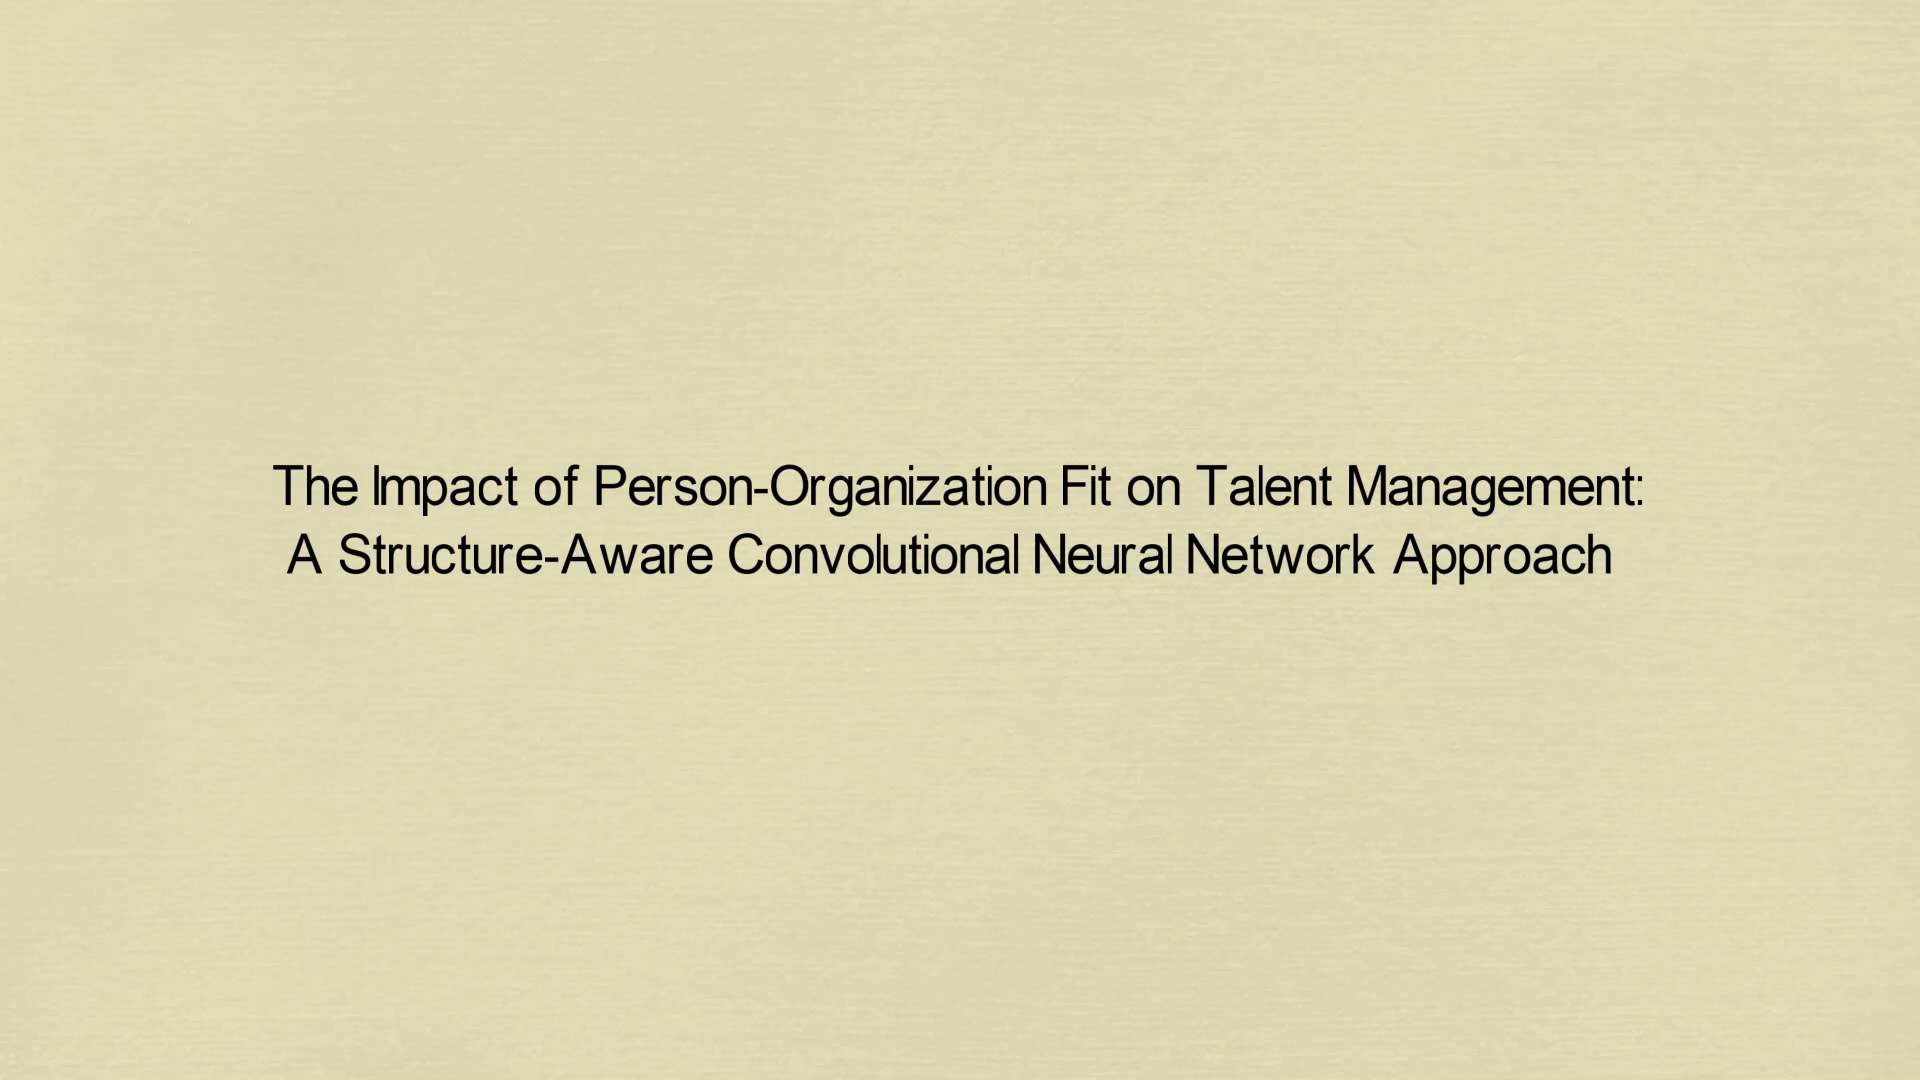 The Impact of Person-Organization Fit on Talent Management:
A Structure-Aware Convolutional Neural Network Approach